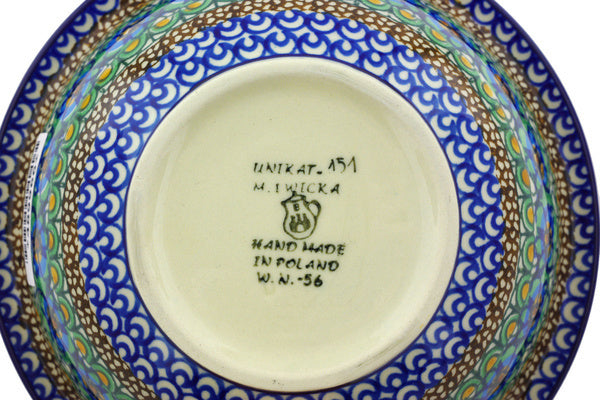 UNIKAT. 151
M. IWICKA
HAND MADE
IN POLAND
W. N. -56